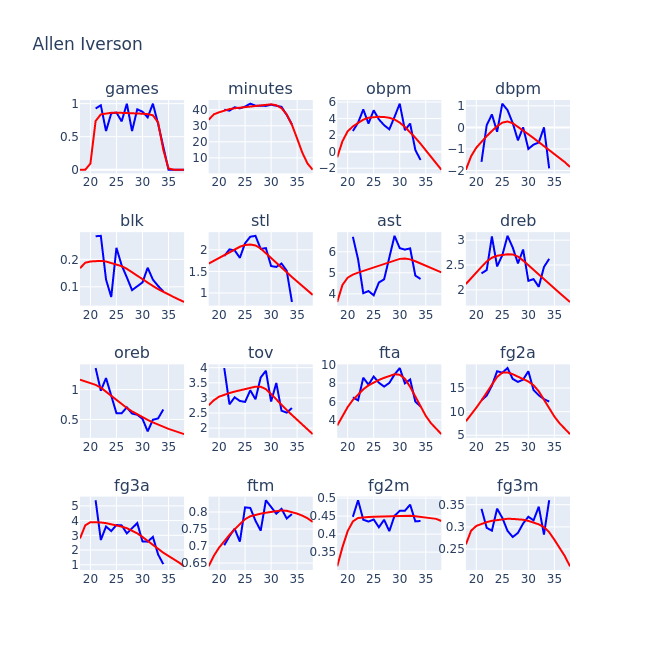 Allen Iverson
games minutes obpm dbpm
1 0.5 0 20 25 30 35
40 30 20 10 20 25 30 35
6 4 2 0 −2 20 25 30 35
1 0 −1 −2 20 25 30 35
blk stl ast dreb
0.2 0.1 20 25 30 35
2 1.5 1 20 25 30 35
6 5 4 20 25 30 35
3 2.5 2 20 25 30 35
oreb tov fta fg2a
1 0.5 20 25 30 35
4 3.5 3 2.5 2 20 25 30 35
10 8 6 4 20 25 30 35
15 10 5 20 25 30 35
fg3a ftm fg2m fg3m
5 4 3 2 1 20 25 30 35
0.8 0.75 0.7 0.65 20 25 30 35
0.5 0.45 0.4 0.35 20 25 30 35
0.35 0.3 0.25 20 25 30 35